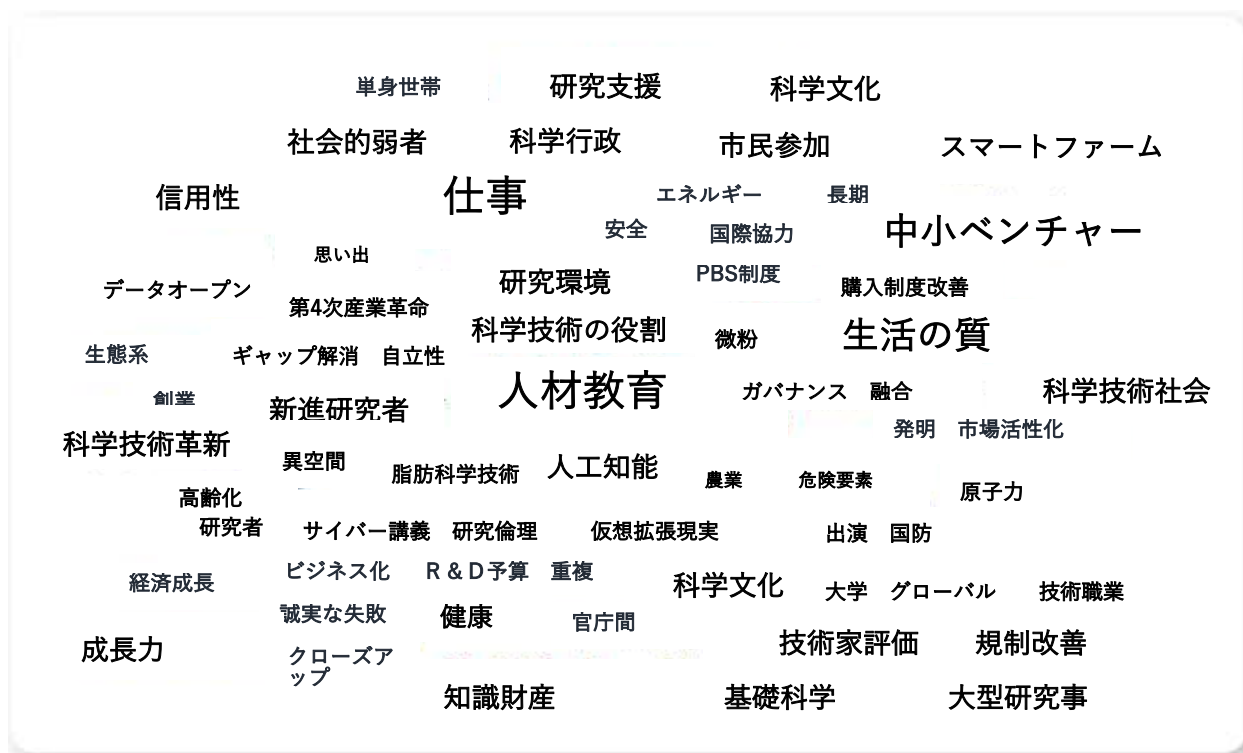 単身世帯 研究支援 科学文化
社会的弱者 科学行政 市民参加 スマートファーム
信用性 仕事 エネルギー 長期
安全 国際協力 中小ベンチャー
思い出 研究環境 PBS制度
データオープン 第4次産業革命 購入制度改善
科学技術の役割 微粉 生活の質
生態系 ギャップ解消 自立性
創業 新進研究者 人材教育 ガバナンス 融合 科学技術社会
発明 市場活性化
科学技術革新 異空間 脂肪科学技術 人工知能 農業 危険要素 原子力
高齢化
研究者 サイバー講義 研究倫理 仮想拡張現実 出演 国防
経済成長 ビジネス化 R&D予算 重複 科学文化 大学 グローバル 技術職業
誠実な失敗 健康 官庁間
成長力 クローズア
ップ 技術家評価 規制改善
知識財産 基礎科学 大型研究事